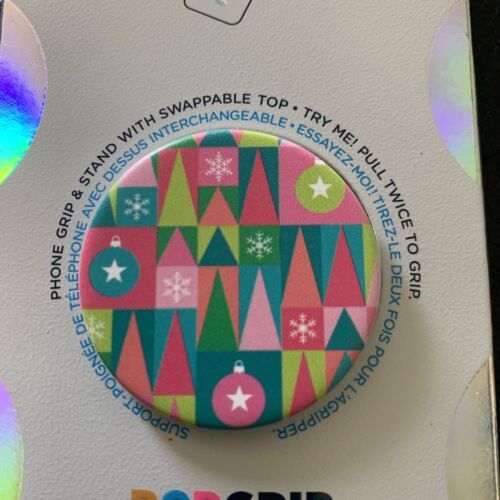 PHONE GRIP & STAND WITH SWAPPABLE TOP • TRY ME! PULL TWICE TO GRIP.
SUPPORT-POIGNÉE DE TÉLÉPHONE AVEC DESSUS INTERCHANGEABLE • ESSAYEZ-MOI! TIREZ-LE DEUX FOIS POUR L'AGRIPPER.
POPGRIP